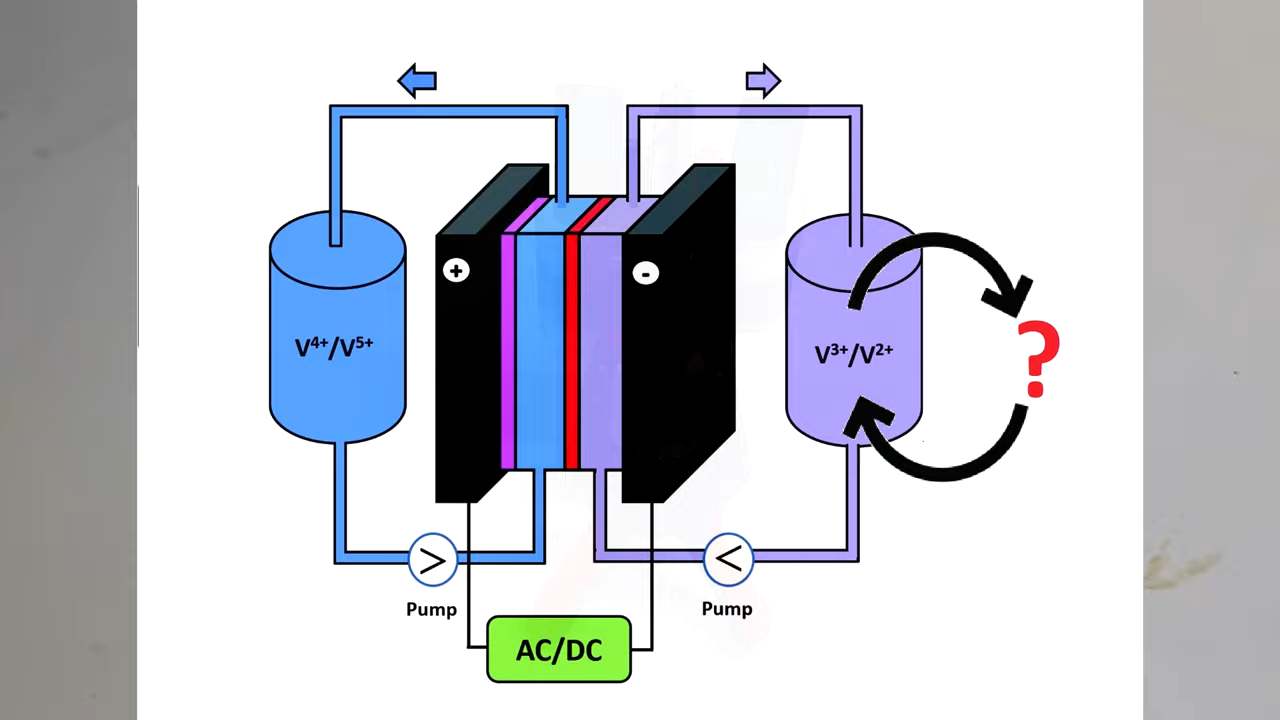 +
-
V⁴⁺/V⁵⁺
V³⁺/V²⁺
?
>
<
Pump
Pump
AC/DC